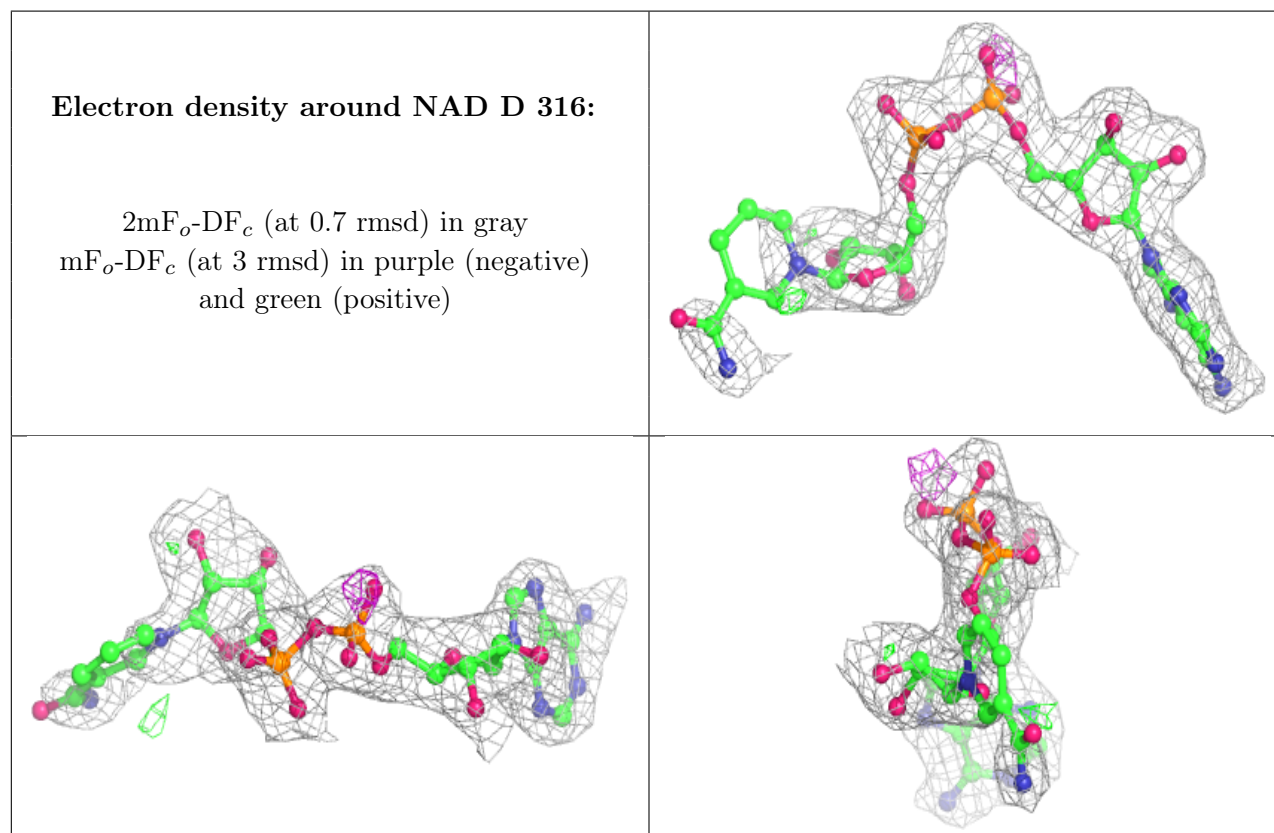 Electron density around NAD D 316:
2mFo-DFc (at 0.7 rmsd) in gray
mFo-DFc (at 3 rmsd) in purple (negative)
and green (positive)